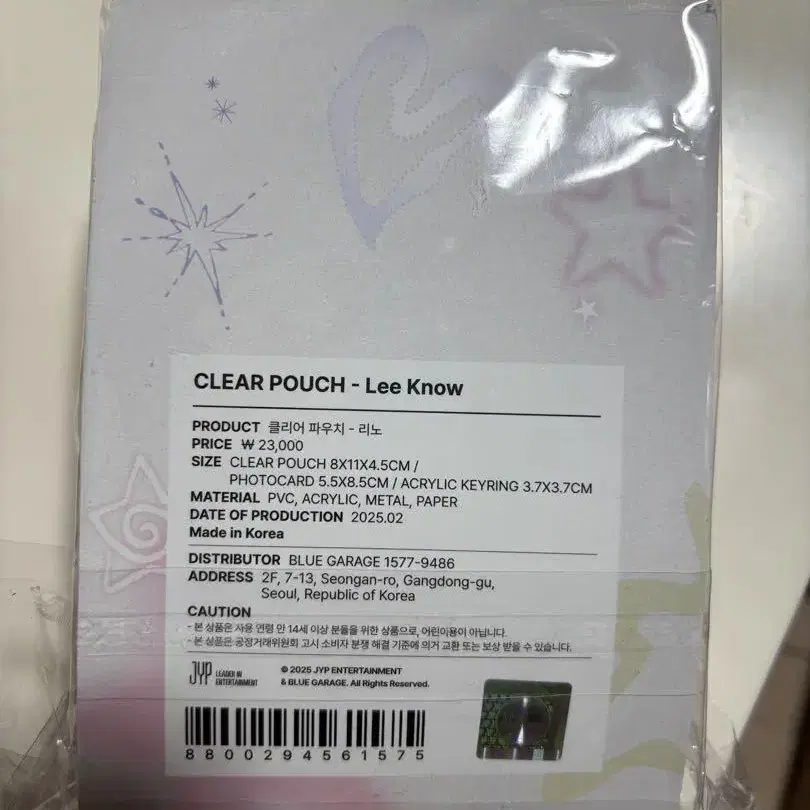 CLEAR POUCH - Lee Know
PRODUCT 클리어 파우치 - 리노
PRICE ₩ 23,000
SIZE CLEAR POUCH 8X11X4.5CM /
PHOTOCARD 5.5X8.5CM / ACRYLIC KEYRING 3.7X3.7CM
MATERIAL PVC, ACRYLIC, METAL, PAPER
DATE OF PRODUCTION 2025.02
Made in Korea
DISTRIBUTOR BLUE GARAGE 1577-9486
ADDRESS 2F, 7-13, Seongan-ro, Gangdong-gu,
Seoul, Republic of Korea
CAUTION
- 본 상품은 사용 연령 만 14세 이상 분들을 위한 상품으로, 어린이용이 아닙니다.
- 본 상품은 공정거래위원회 고시 소비자 분쟁 해결 기준에 의거 교환 또는 보상 받을 수 있습니다.
JYP LEADER IN
ENTERTAINMENT
© 2025 JYP ENTERTAINMENT
& BLUE GARAGE. All Rights Reserved.
8800294561575